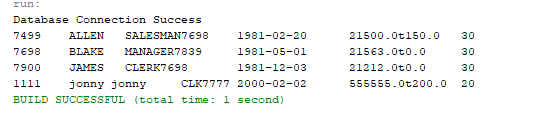 run:
Database Connection Success
7499 ALLEN SALESMAN7698 1981-02-20 21500.0t150.0 30
7698 BLAKE MANAGER7839 1981-05-01 21563.0t0.0 30
7900 JAMES CLERK7698 1981-12-03 21212.0t0.0 30
1111 jonny jonny CLK7777 2000-02-02 555555.0t200.0 20
BUILD SUCCESSFUL (total time: 1 second)